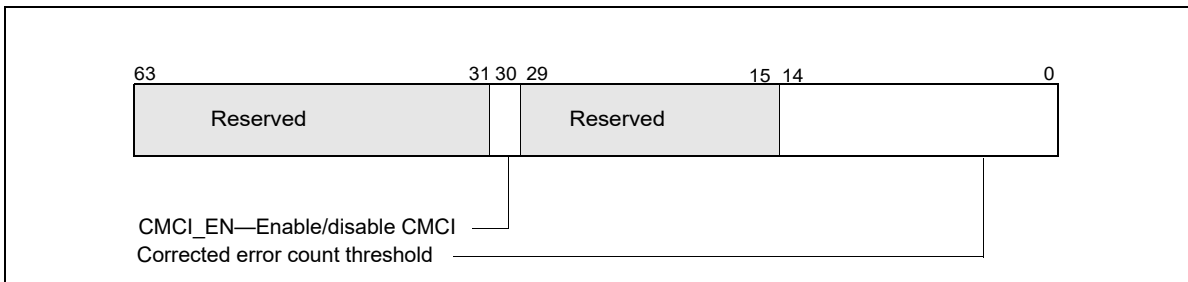 63 31 30 29 15 14 0
Reserved Reserved
CMCI_EN—Enable/disable CMCI
Corrected error count threshold